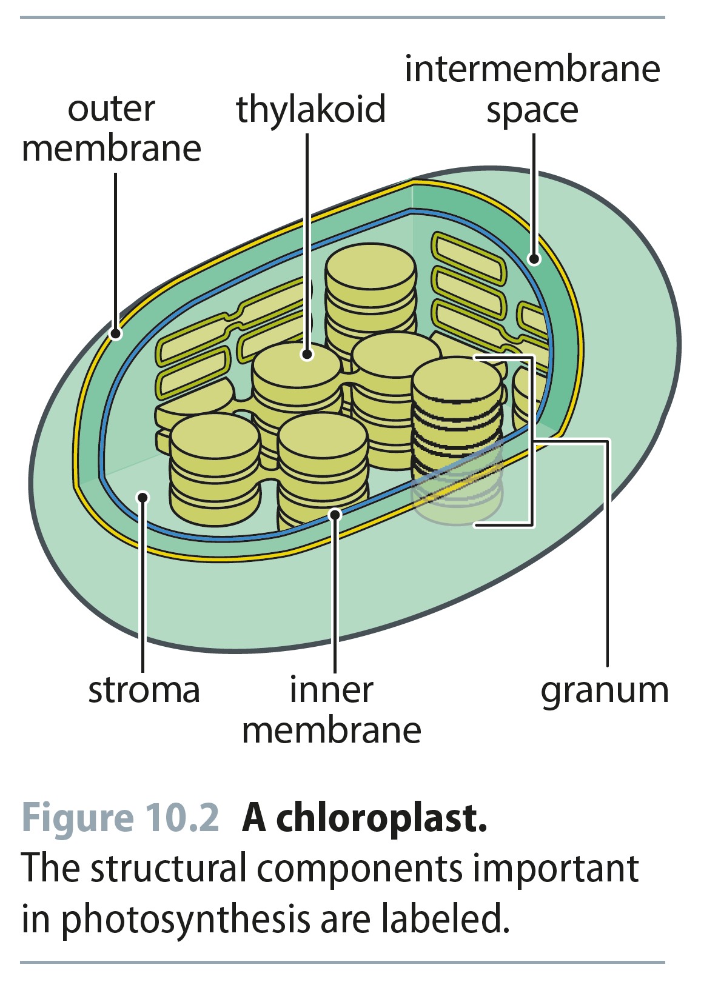 outer
membrane
thylakoid
intermembrane
space
stroma
inner
membrane
granum
Figure 10.2 A chloroplast.
The structural components important
in photosynthesis are labeled.